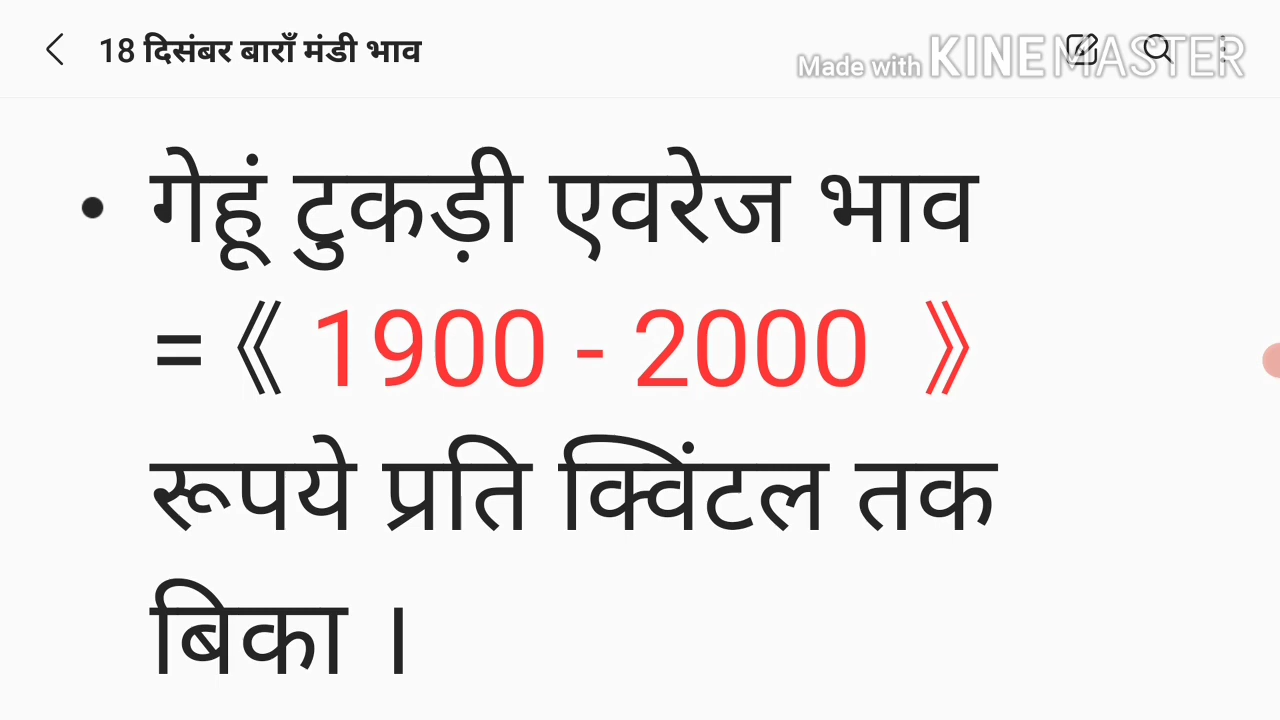 18 दिसंबर बाराँ मंडी भाव
Made with KINEMASTER
• गेहूं टुकड़ी एवरेज भाव
= 《 1900 - 2000 》
रूपये प्रति क्विंटल तक
बिका ।